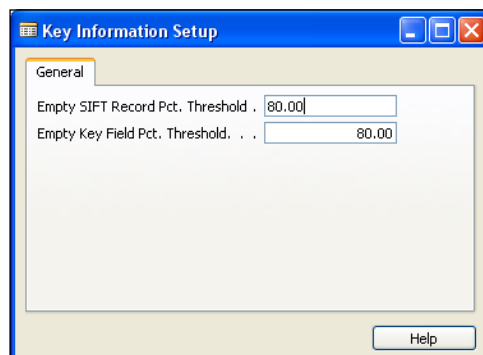 Key Information Setup
General
Empty SIFT Record Pct. Threshold . 80.00
Empty Key Field Pct. Threshold. . . 80.00
Help